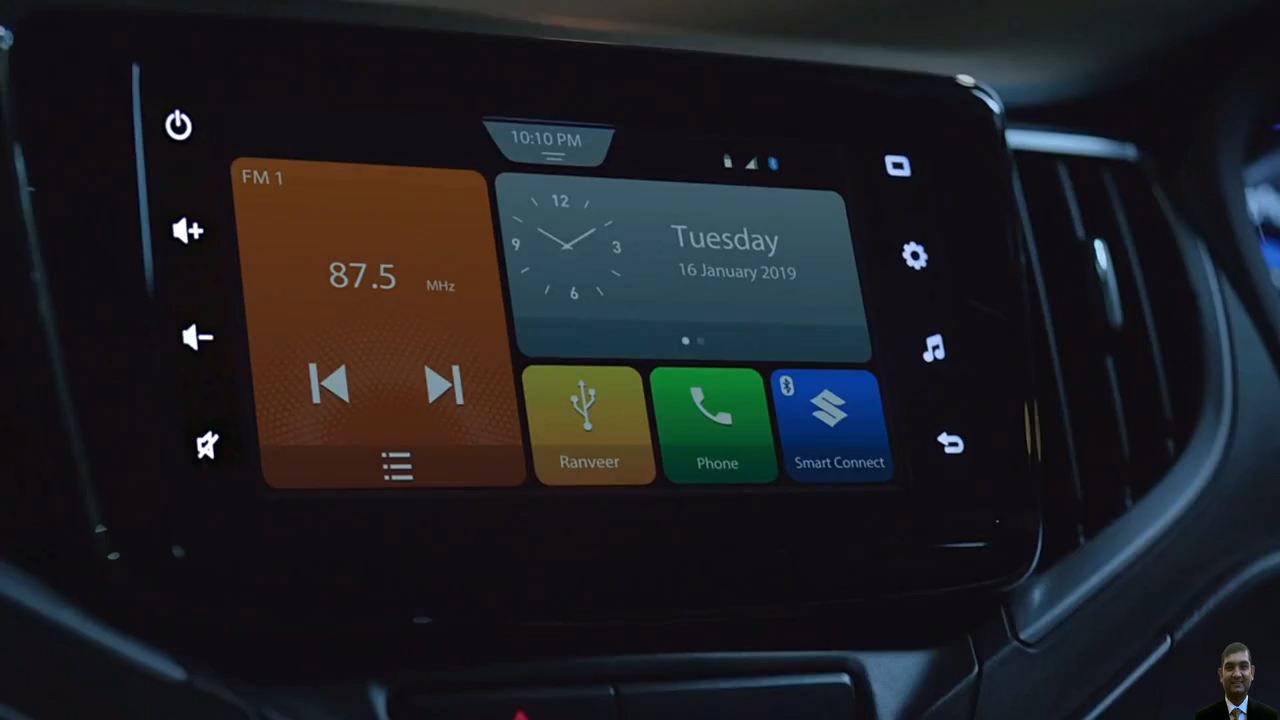 10:10 PM
FM 1
87.5 MHz
12
9
3
6
Tuesday
16 January 2019
Ranveer
Phone
Smart Connect